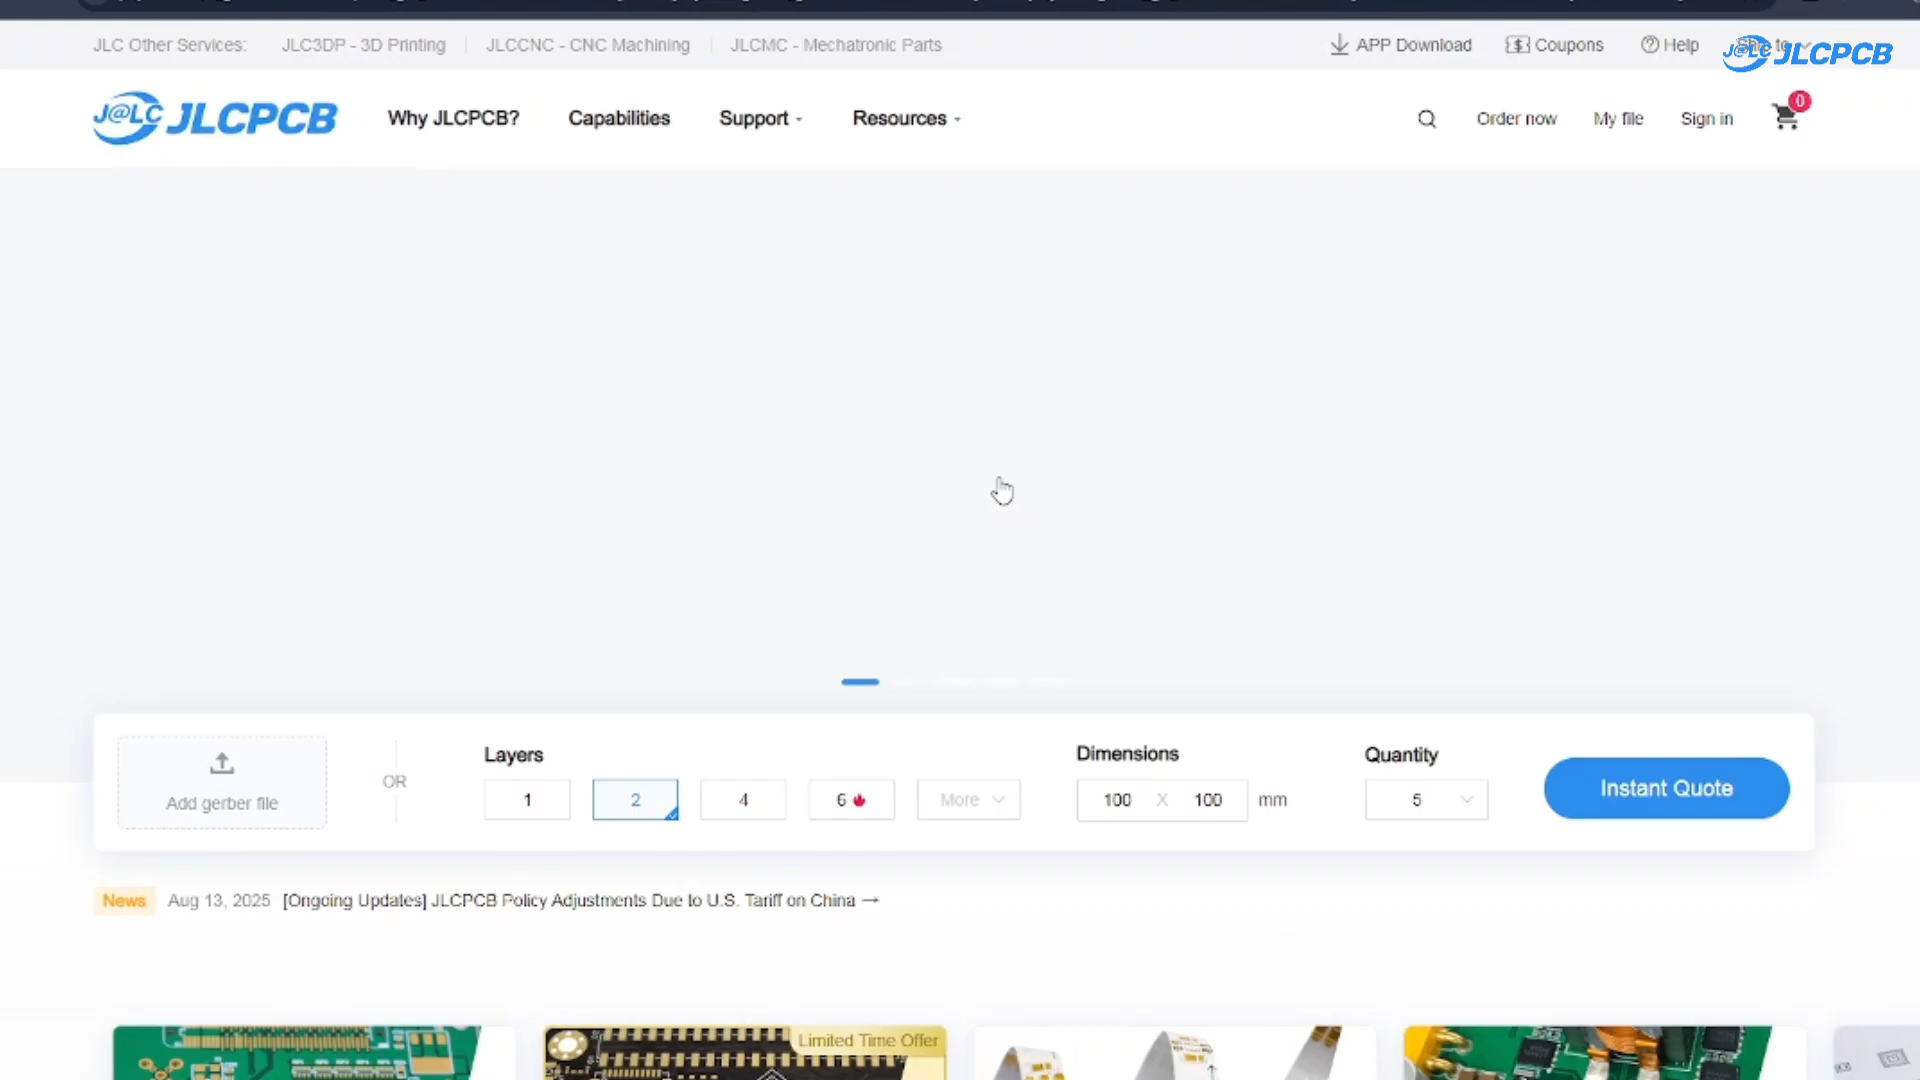 JLC Other Services: JLC3DP - 3D Printing JLCCNC - CNC Machining JLCMC - Mechatronic Parts APP Download Coupons Help
J@LC JLCPCB
J@LC JLCPCB Why JLCPCB? Capabilities Support Resources Order now My file Sign in 0
Layers Dimensions Quantity
Add gerber file OR 1 2 4 6 More 100 X 100 mm 5 Instant Quote
News Aug 13, 2025 [Ongoing Updates] JLCPCB Policy Adjustments Due to U.S. Tariff on China →
Limited Time Offer